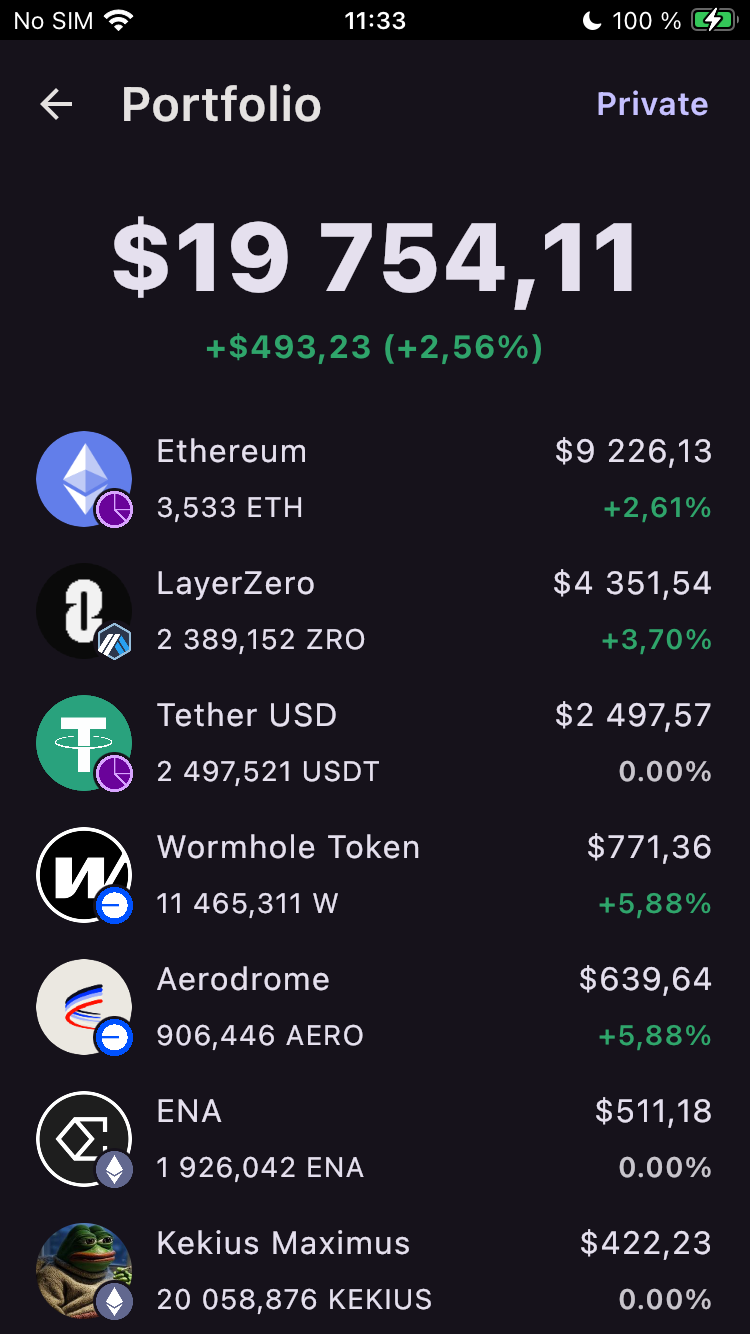 No SIM 11:33 100 %
Portfolio Private
$19 754,11
+$493,23 (+2,56%)
Ethereum $9 226,13
3,533 ETH +2,61%
LayerZero $4 351,54
2 389,152 ZRO +3,70%
Tether USD $2 497,57
2 497,521 USDT 0.00%
Wormhole Token $771,36
11 465,311 W +5,88%
Aerodrome $639,64
906,446 AERO +5,88%
ENA $511,18
1 926,042 ENA 0.00%
Kekius Maximus $422,23
20 058,876 KEKIUS 0.00%